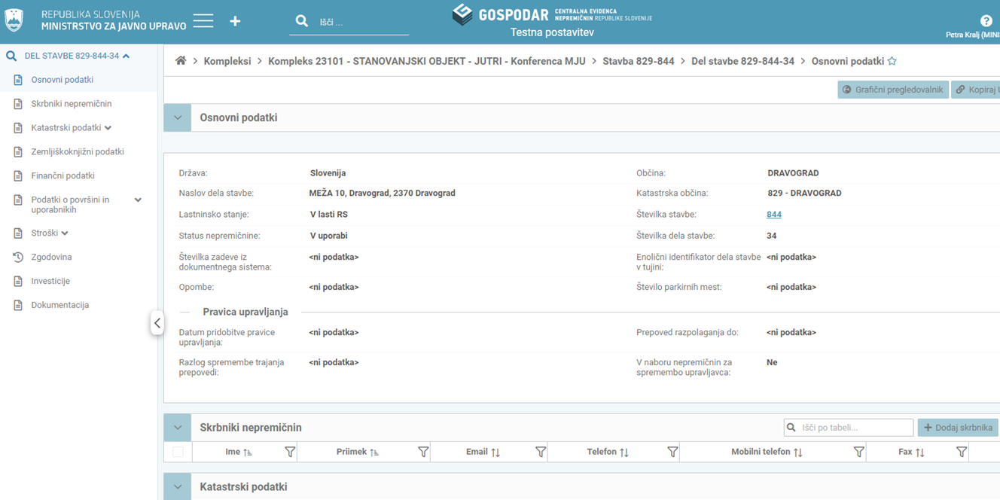 REPUBLIKA SLOVENIJA
MINISTRSTVO ZA JAVNO UPRAVO
Išči ...
GOSPODAR CENTRALNA EVIDENCA
NEPREMIČNIN REPUBLIKE SLOVENIJE
Testna postavitev
Petra Kralj (MINI
DEL STAVBE 829-844-34
Osnovni podatki
Skrbniki nepremičnin
Katastrski podatki
Zemljiškoknjižni podatki
Finančni podatki
Podatki o površini in
uporabnikih
Stroški
Zgodovina
Investicije
Dokumentacija
Kompleksi > Kompleks 23101 - STANOVANJSKI OBJEKT - JUTRI - Konferenca MJU > Stavba 829-844 > Del stavbe 829-844-34 > Osnovni podatki
Grafični pregledovalnik
Kopiraj
Osnovni podatki
Država: Slovenija
Občina: DRAVOGRAD
Naslov dela stavbe: MEŽA 10, Dravograd, 2370 Dravograd
Katastrska občina: 829 - DRAVOGRAD
Lastninsko stanje: V lasti RS
Številka stavbe: 844
Status nepremičnine: V uporabi
Številka dela stavbe: 34
Številka zadeve iz
dokumentnega sistema: <ni podatka>
Enolični identifikator dela stavbe
v tujini: <ni podatka>
Opombe: <ni podatka>
Število parkirnih mest: <ni podatka>
Pravica upravljanja
Datum pridobitve pravice
upravljanja: <ni podatka>
Prepoved razpolaganja do: <ni podatka>
Razlog spremembe trajanja
prepovedi: <ni podatka>
V naboru nepremičnin za
spremembo upravljavca: Ne
Skrbniki nepremičnin
Išči po tabeli...
+ Dodaj skrbnika
Ime Priimek Email Telefon Mobilni telefon Fax
Katastrski podatki